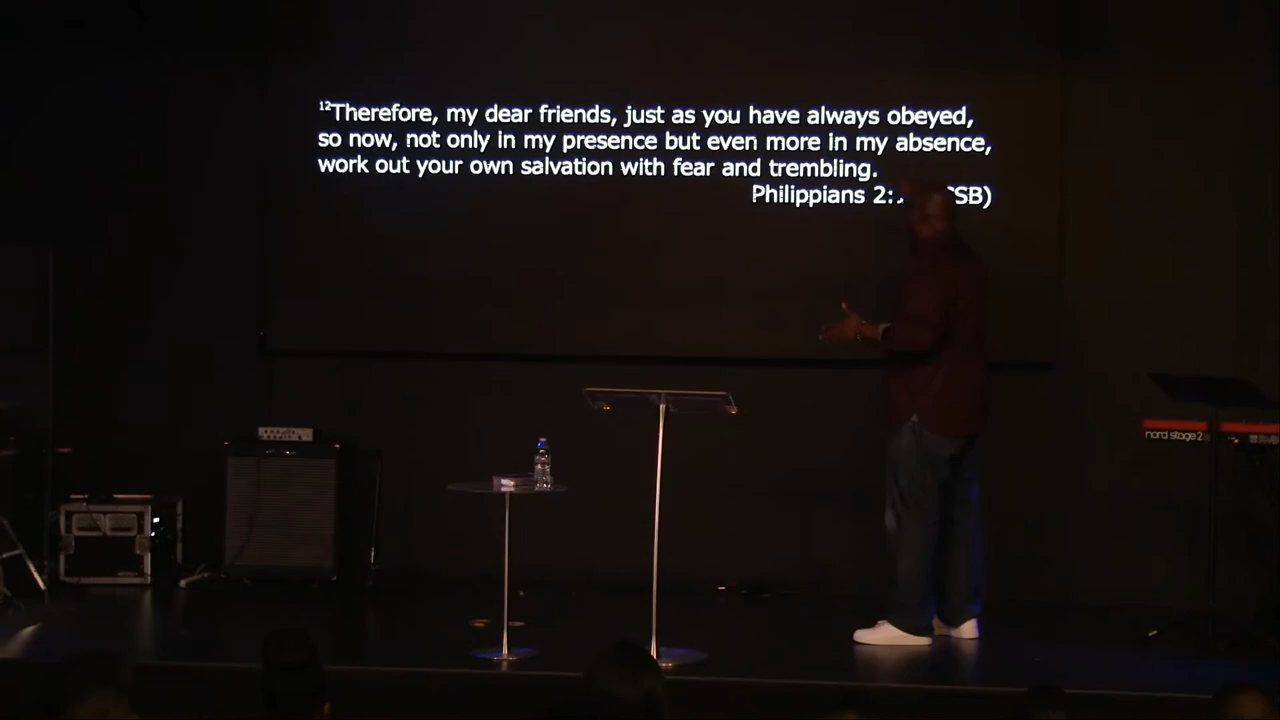 ¹²Therefore, my dear friends, just as you have always obeyed,
so now, not only in my presence but even more in my absence,
work out your own salvation with fear and trembling.
Philippians 2: SB)
nord stage 2